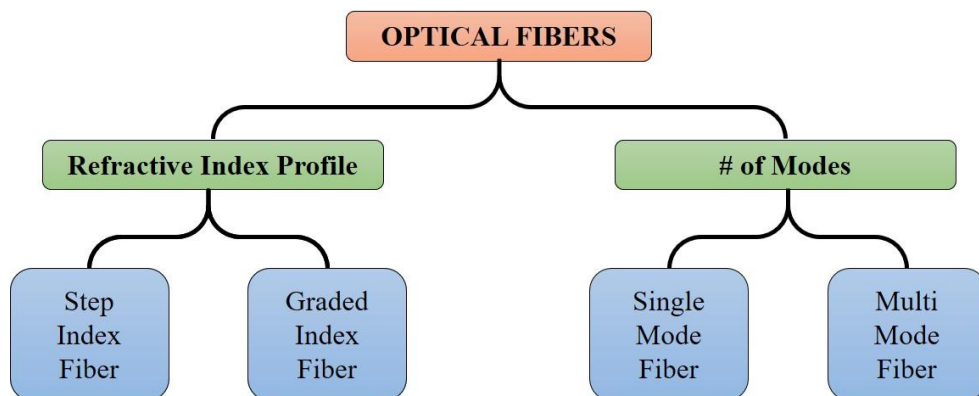 OPTICAL FIBERS
Refractive Index Profile
# of Modes
Step
Index
Fiber
Graded
Index
Fiber
Single
Mode
Fiber
Multi
Mode
Fiber